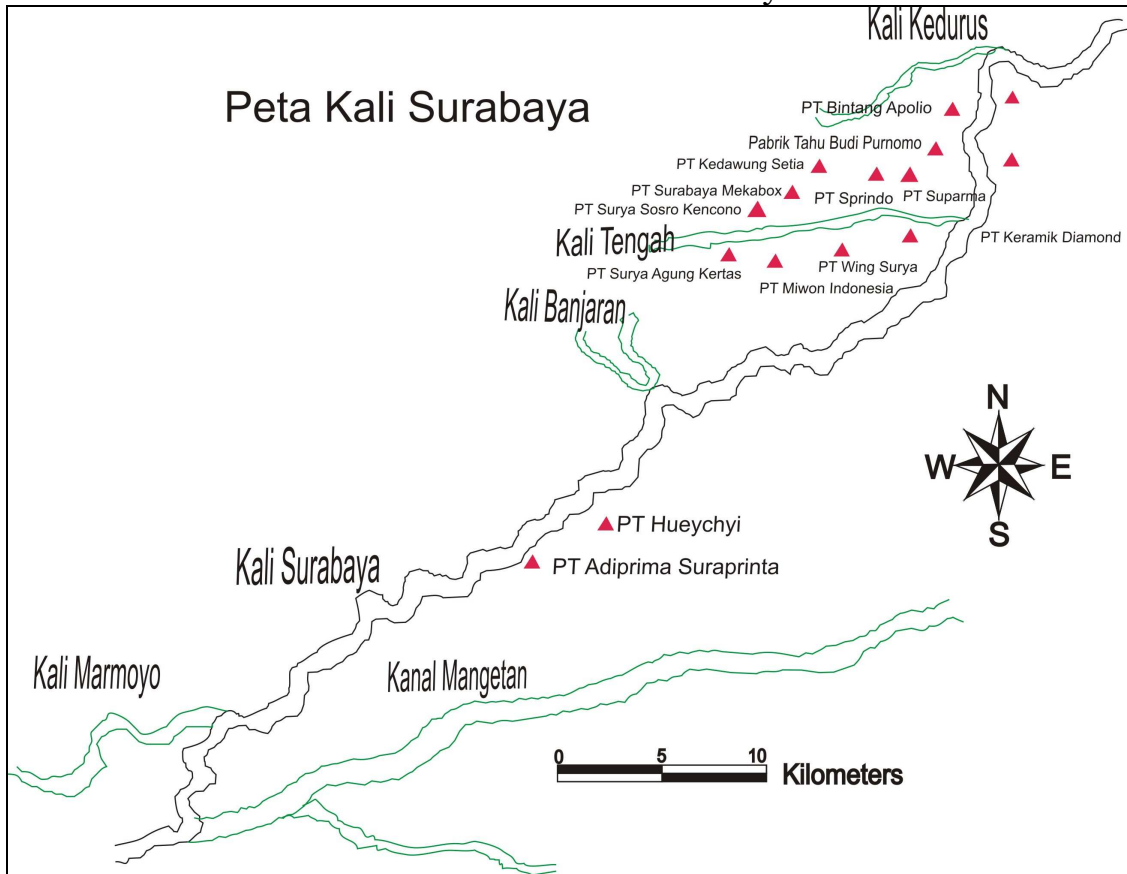 Kali Kedurus
Peta Kali Surabaya
PT Bintang Apolio
Pabrik Tahu Budi Purnomo
PT Kedawung Setia
PT Surabaya Mekabox
PT Sprindo
PT Suparma
PT Surya Sosro Kencono
Kali Tengah
PT Keramik Diamond
PT Surya Agung Kertas
PT Wing Surya
PT Miwon Indonesia
Kali Banjaran
N
W
E
S
PT Hueychyi
PT Adiprima Suraprinta
Kali Surabaya
Kali Marmoyo
Kanal Mangetan
0
5
10
Kilometers